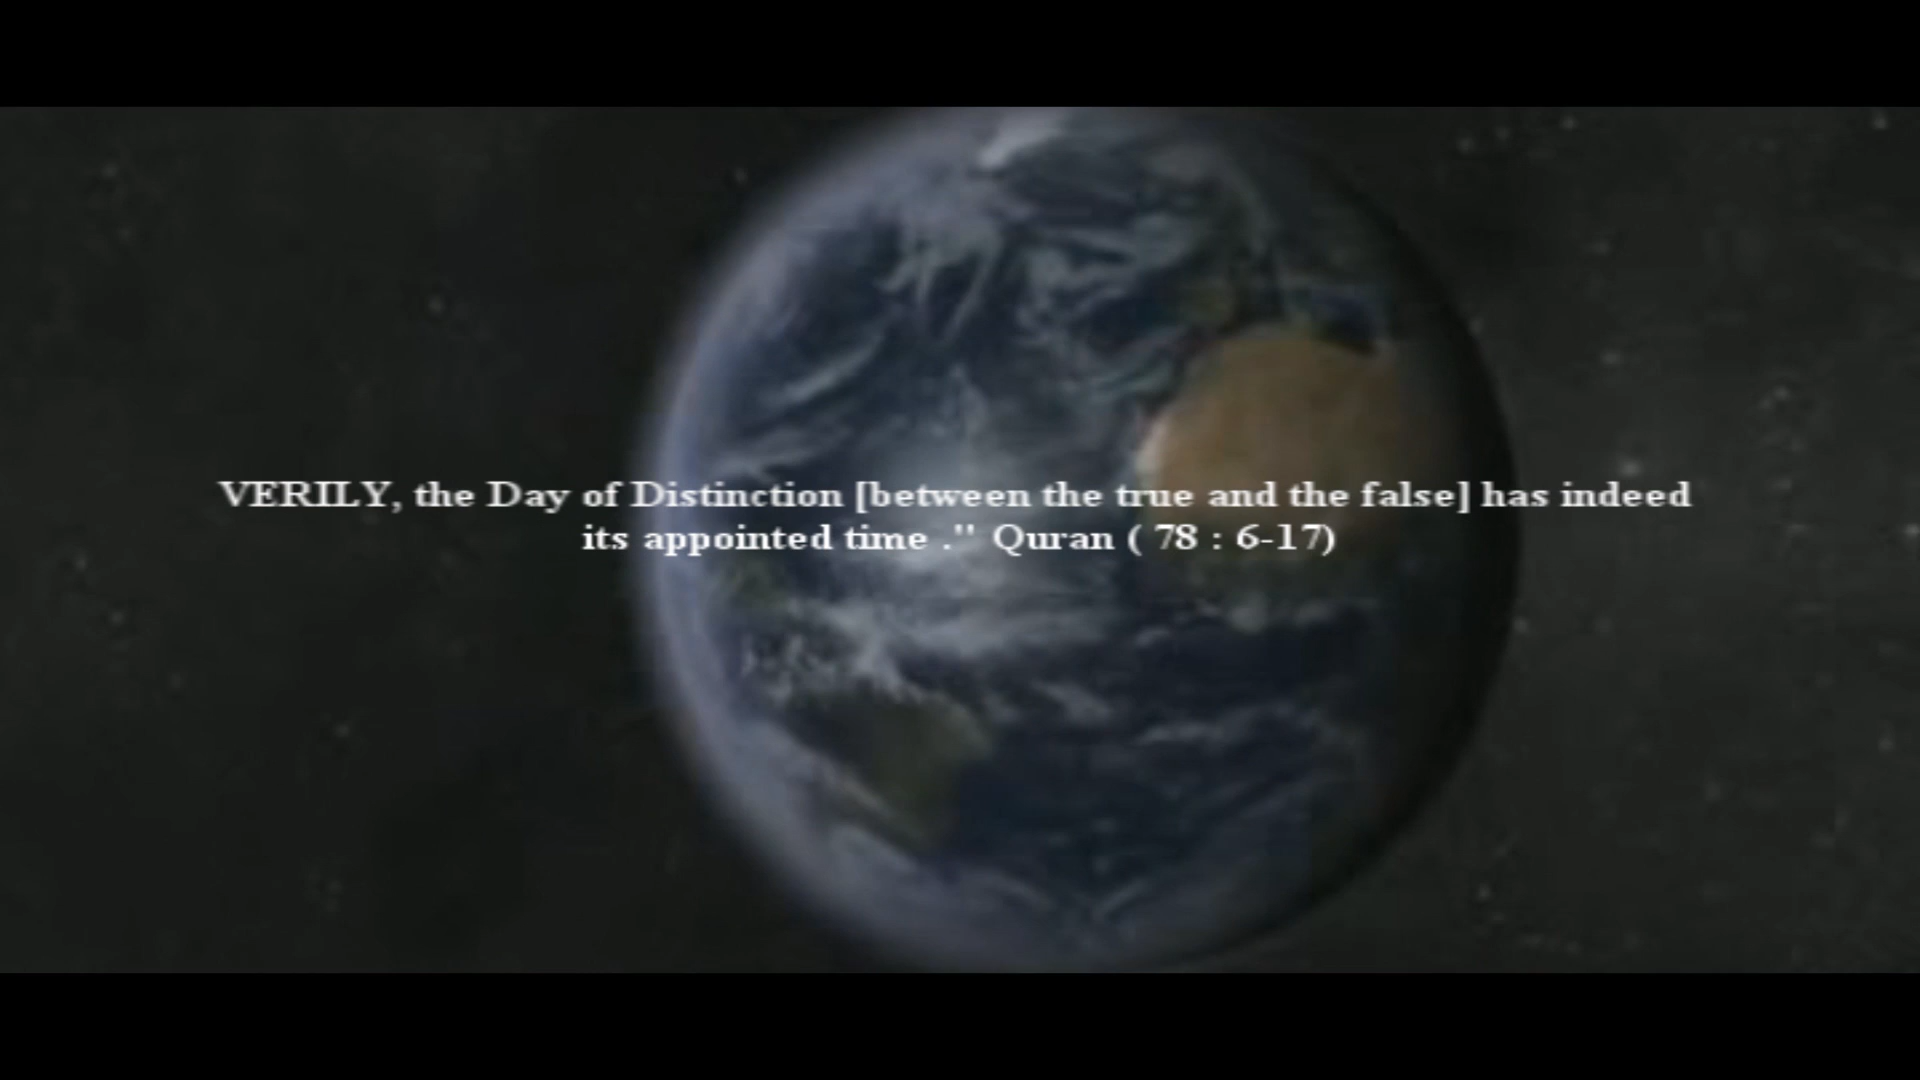 VERILY, the Day of Distinction [between the true and the false] has indeed
its appointed time ." Quran ( 78 : 6-17)